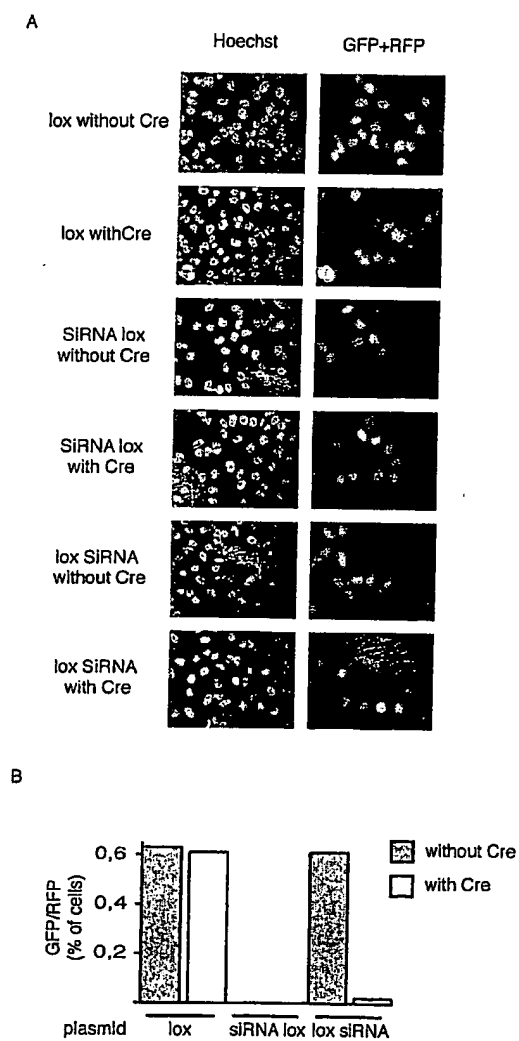 A
Hoechst GFP+RFP
lox without Cre
lox withCre
SiRNA lox
without Cre
SiRNA lox
with Cre
lox SiRNA
without Cre
lox SiRNA
with Cre
B
GFP/RFP
(% of cells)
0,6
0,4
0,2
without Cre
with Cre
plasmid lox siRNA lox lox siRNA